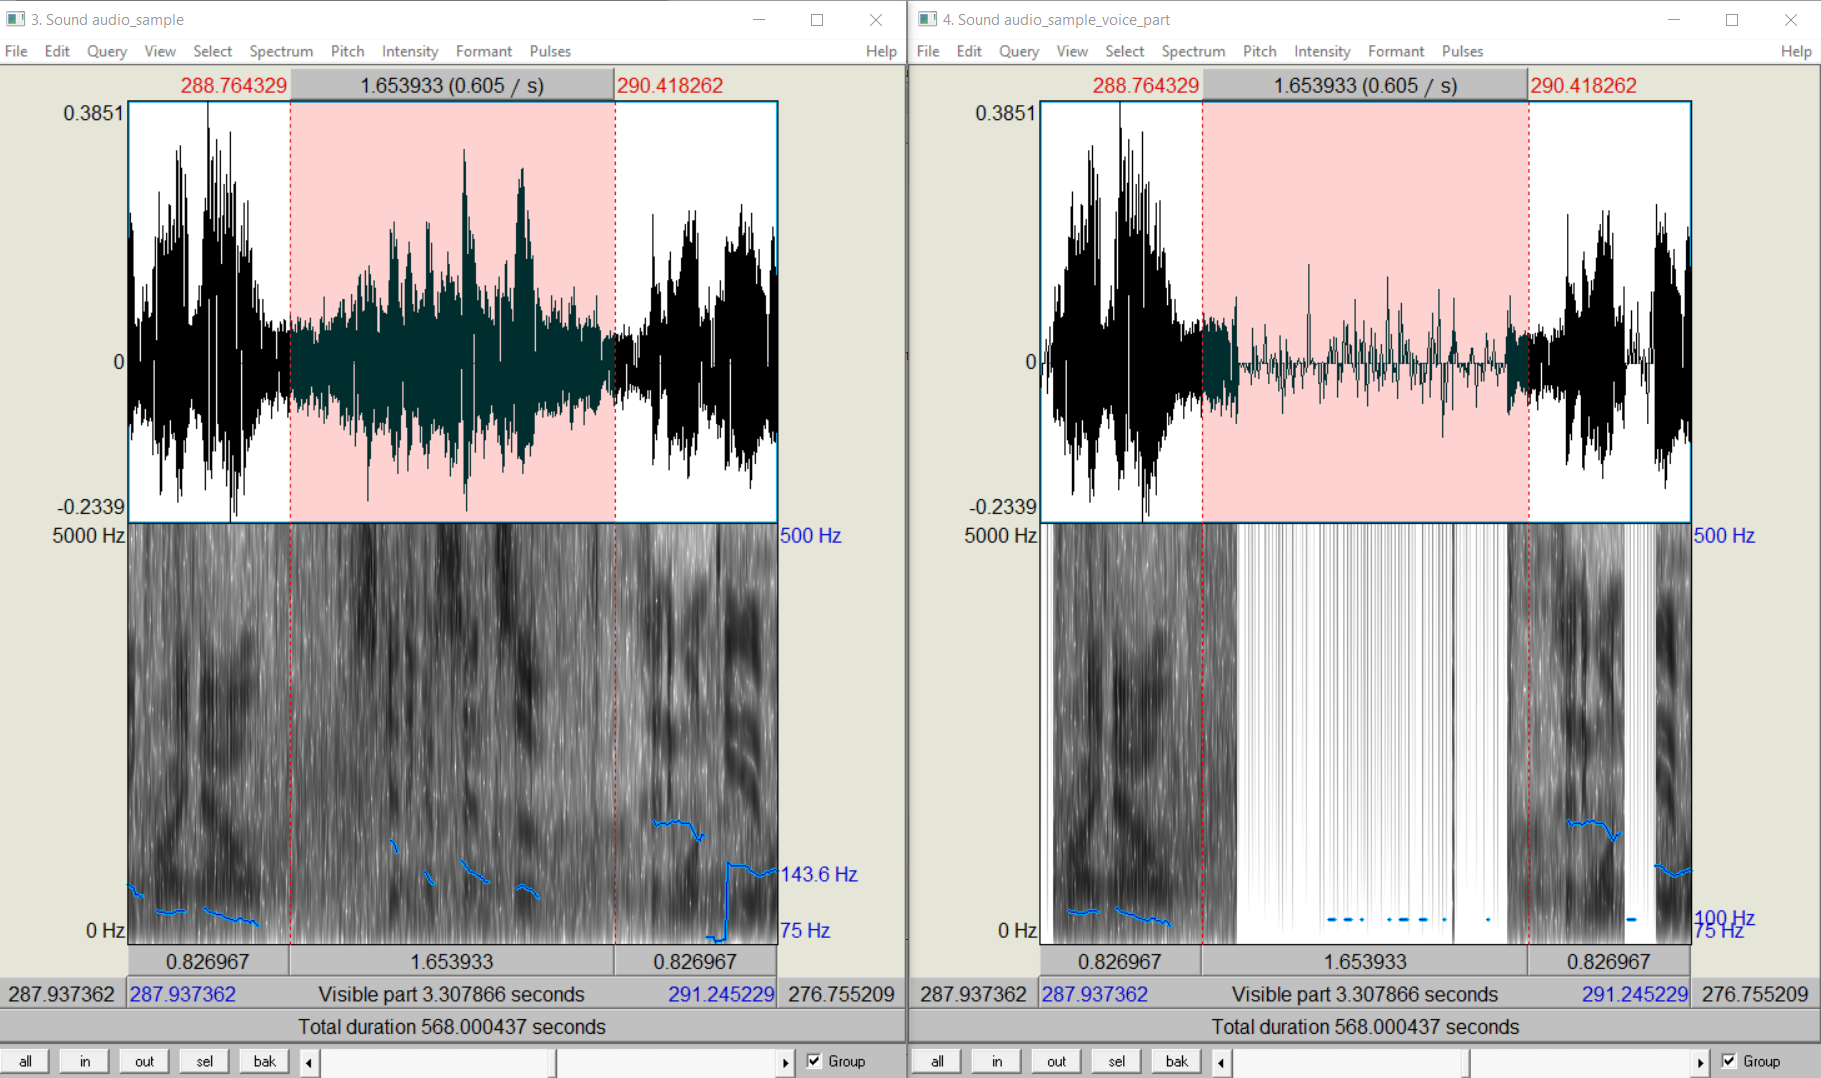 3. Sound audio_sample
File Edit Query View Select Spectrum Pitch Intensity Formant Pulses Help
288.764329 1.653933 (0.605 / s) 290.418262
0.3851
0
-0.2339
5000 Hz 500 Hz
143.6 Hz
0 Hz 75 Hz
0.826967 1.653933 0.826967
287.937362 287.937362 Visible part 3.307866 seconds 291.245229 276.755209
Total duration 568.000437 seconds
all in out sel bak Group
4. Sound audio_sample_voice_part
File Edit Query View Select Spectrum Pitch Intensity Formant Pulses Help
288.764329 1.653933 (0.605 / s) 290.418262
0.3851
0
-0.2339
5000 Hz 500 Hz
100 Hz
0 Hz 75 Hz
0.826967 1.653933 0.826967
287.937362 287.937362 Visible part 3.307866 seconds 291.245229 276.755209
Total duration 568.000437 seconds
all in out sel bak Group